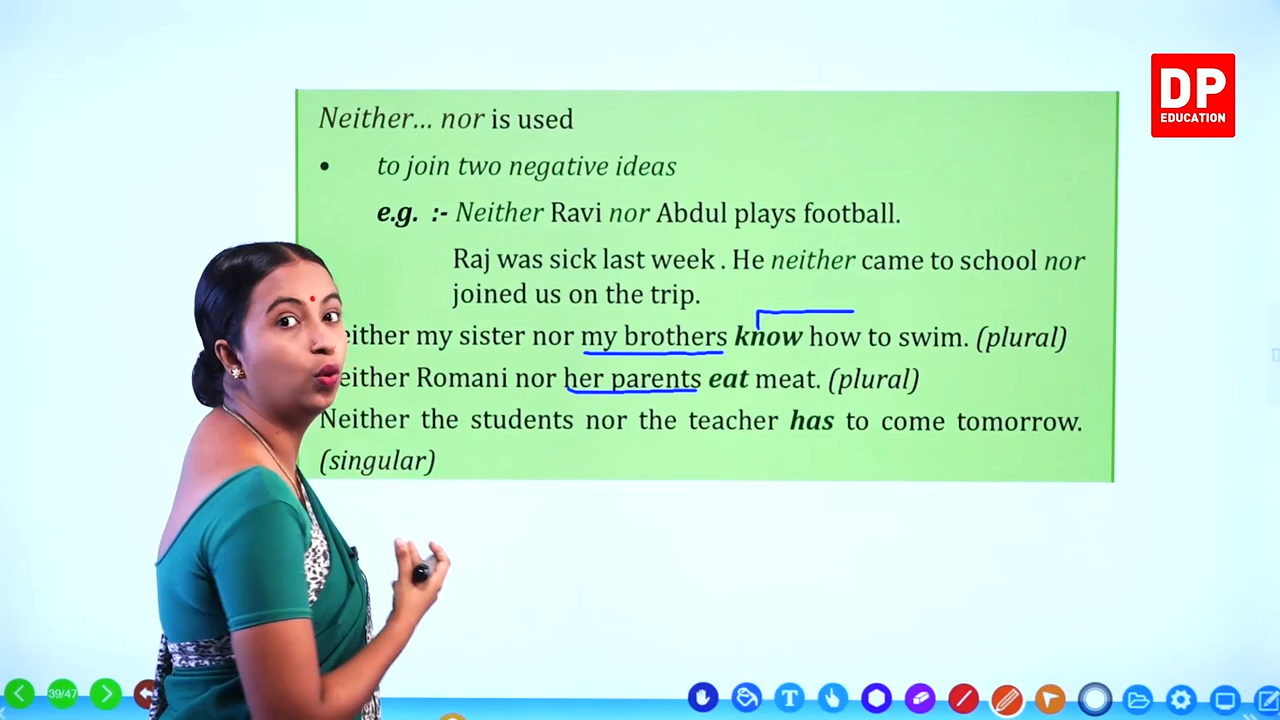 DP
EDUCATION
Neither... nor is used
• to join two negative ideas
e.g. :- Neither Ravi nor Abdul plays football.
Raj was sick last week . He neither came to school nor
joined us on the trip.
either my sister nor my brothers know how to swim. (plural)
either Romani nor her parents eat meat. (plural)
Neither the students nor the teacher has to come tomorrow.
(singular)
39/47
T